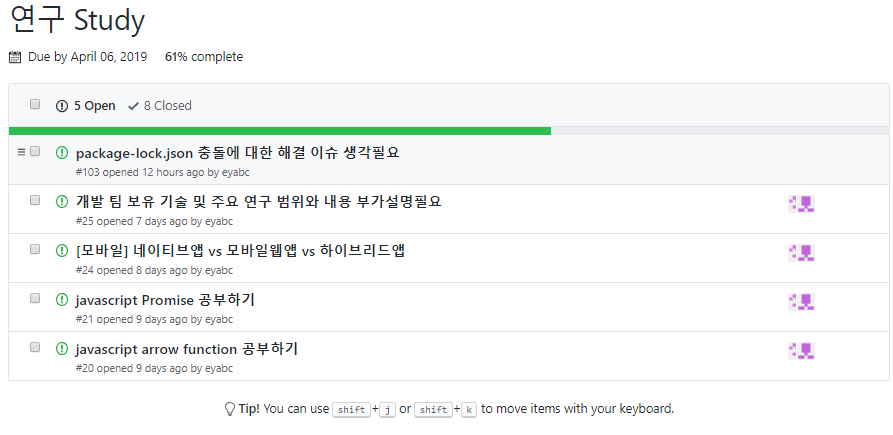 연구 Study
Due by April 06, 2019 61% complete
5 Open 8 Closed
package-lock.json 충돌에 대한 해결 이슈 생각필요
#103 opened 12 hours ago by eyabc
개발 팀 보유 기술 및 주요 연구 범위와 내용 부가설명필요
#25 opened 7 days ago by eyabc
[모바일] 네이티브앱 vs 모바일웹앱 vs 하이브리드앱
#24 opened 8 days ago by eyabc
javascript Promise 공부하기
#21 opened 9 days ago by eyabc
javascript arrow function 공부하기
#20 opened 9 days ago by eyabc
Tip! You can use shift+j or shift+k to move items with your keyboard.